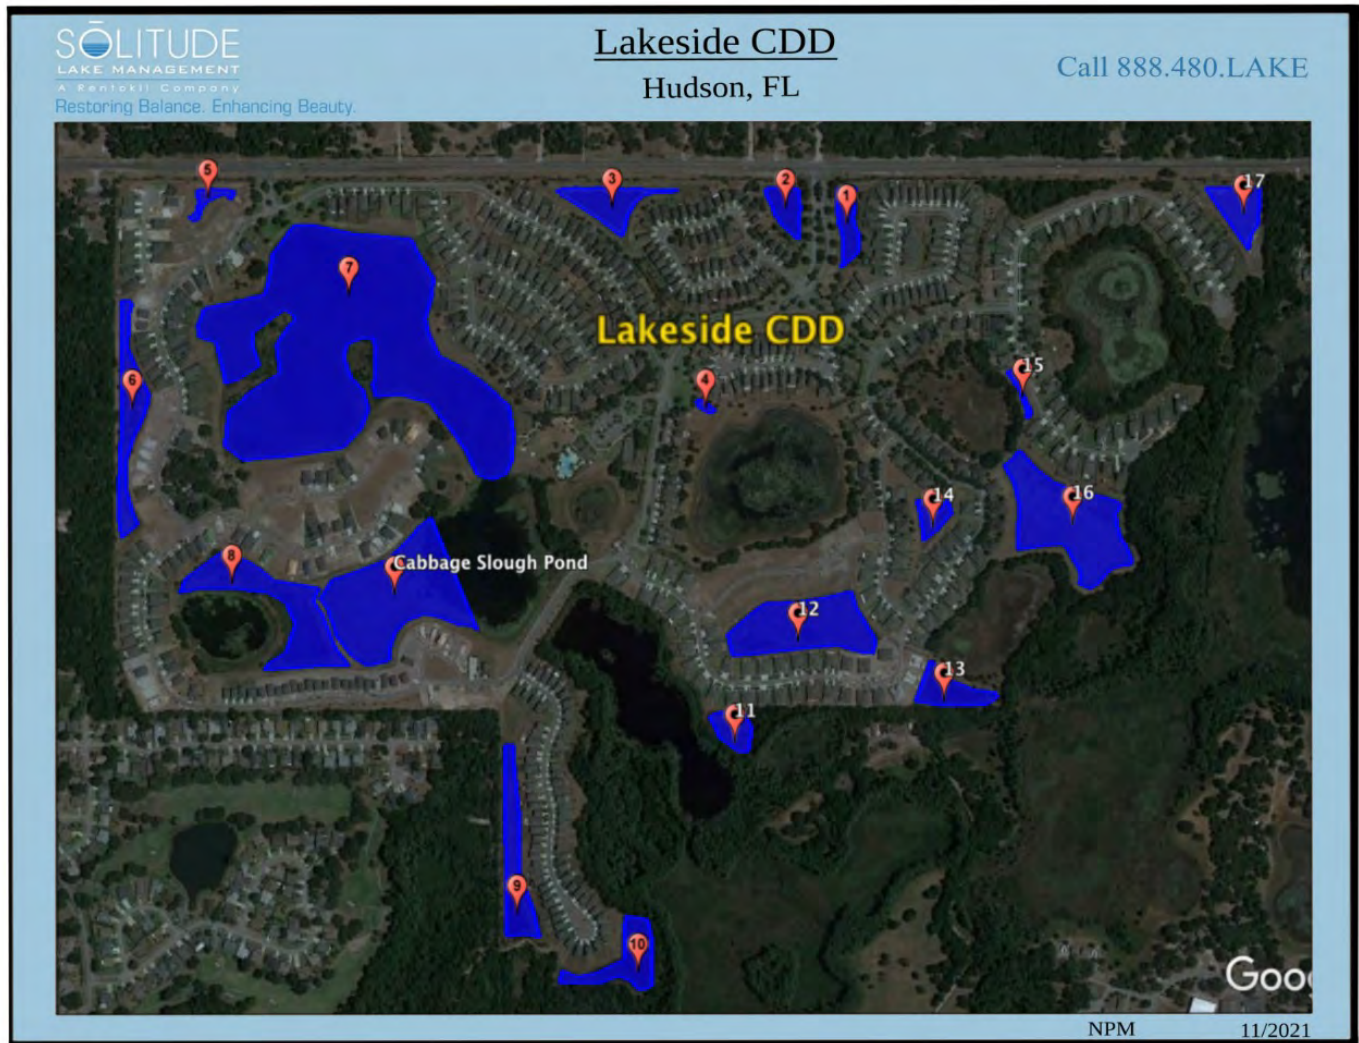 SŌLITUDE
LAKE MANAGEMENT
A Rentokil Company
Restoring Balance. Enhancing Beauty.
Lakeside CDD
Hudson, FL
Call 888.480.LAKE
5
3
2
1
17
7
Lakeside CDD
6
4
15
14
16
8
Cabbage Slough Pond
12
13
11
9
10
Goo
NPM
11/2021